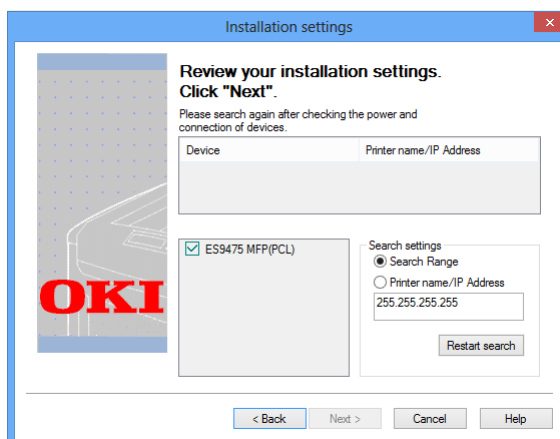 Installation settings
Review your installation settings.
Click "Next".
Please search again after checking the power and
connection of devices.
Device Printer name/IP Address
ES9475 MFP(PCL)
Search settings
Search Range
Printer name/IP Address
255.255.255.255
Restart search
OKI
< Back Next > Cancel Help